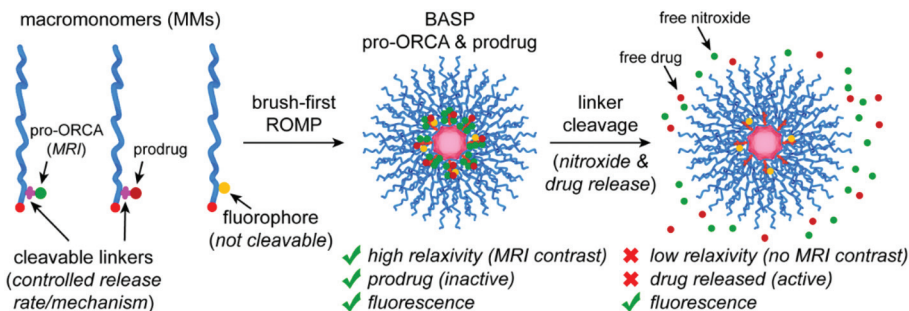 macromonomers (MMs)
pro-ORCA
(MRI)
prodrug
fluorophore
(not cleavable)
cleavable linkers
(controlled release
rate/mechanism)
brush-first
ROMP
BASP
pro-ORCA & prodrug
high relaxivity (MRI contrast)
prodrug (inactive)
fluorescence
linker
cleavage
(nitroxide &
drug release)
free nitroxide
free drug
low relaxivity (no MRI contrast)
drug released (active)
fluorescence